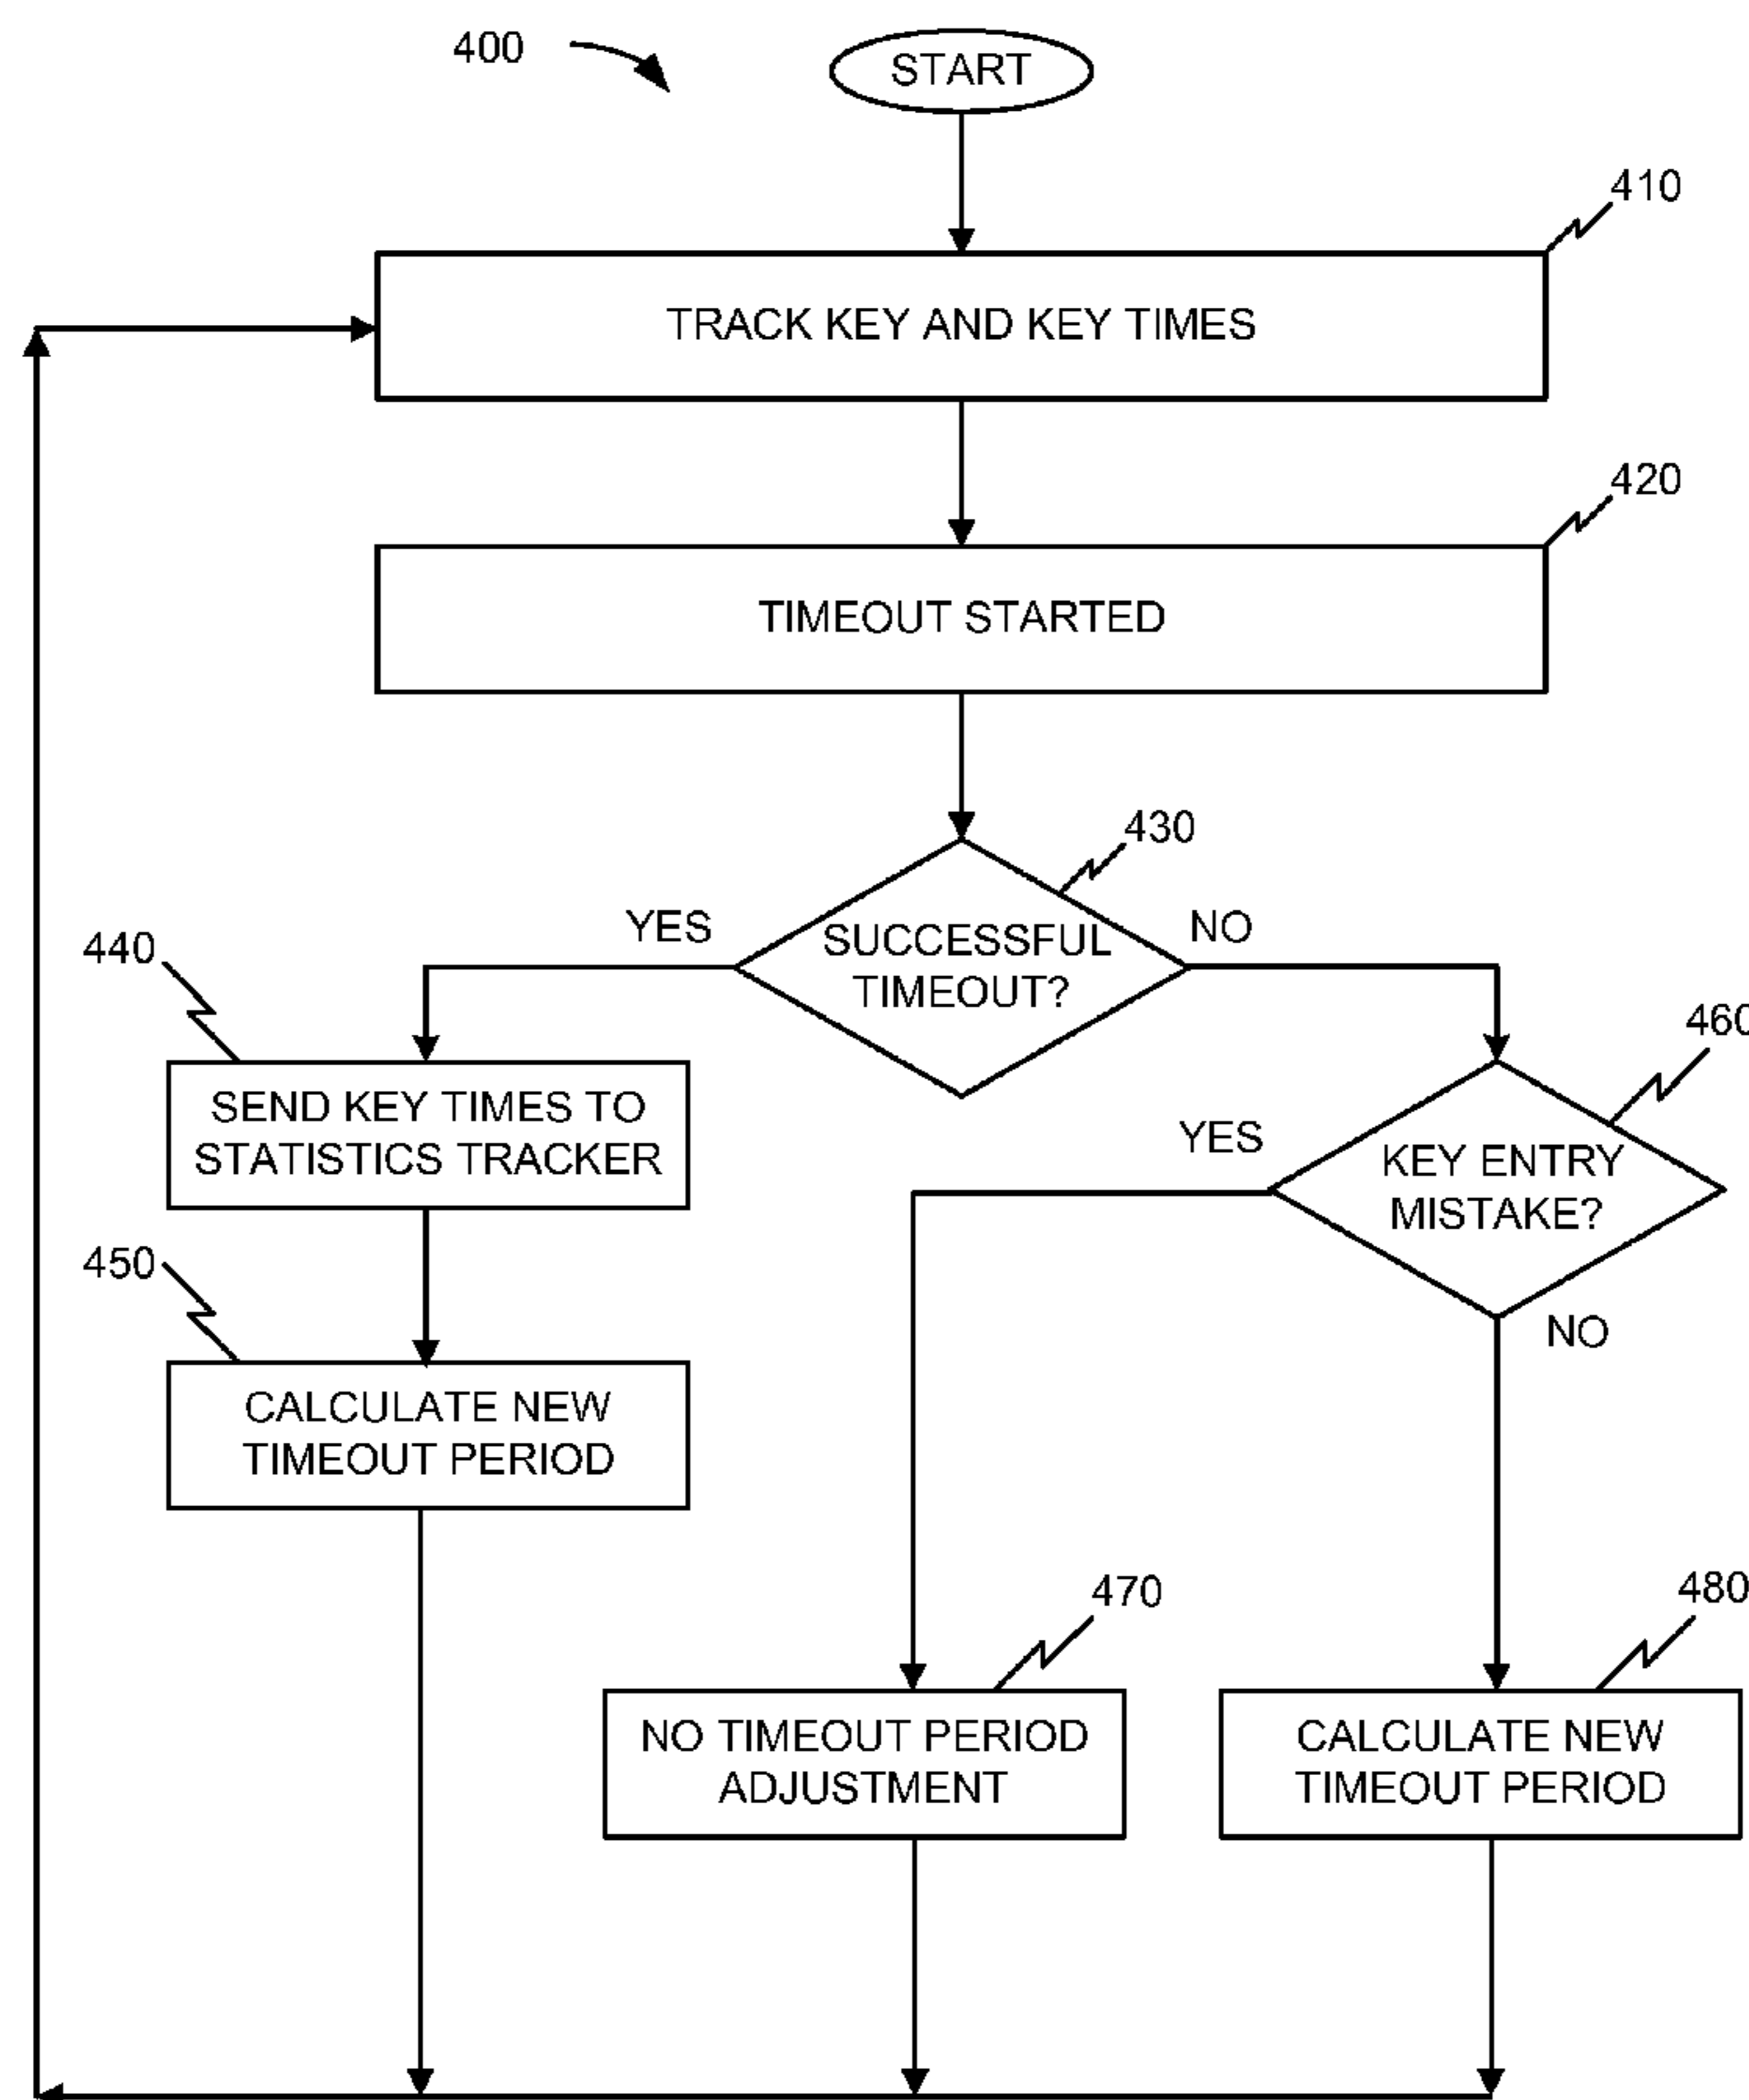 400
START
410
TRACK KEY AND KEY TIMES
420
TIMEOUT STARTED
430
YES
NO
SUCCESSFUL
TIMEOUT?
440
460
SEND KEY TIMES TO
STATISTICS TRACKER
YES
KEY ENTRY
MISTAKE?
450
NO
CALCULATE NEW
TIMEOUT PERIOD
470
480
NO TIMEOUT PERIOD
ADJUSTMENT
CALCULATE NEW
TIMEOUT PERIOD